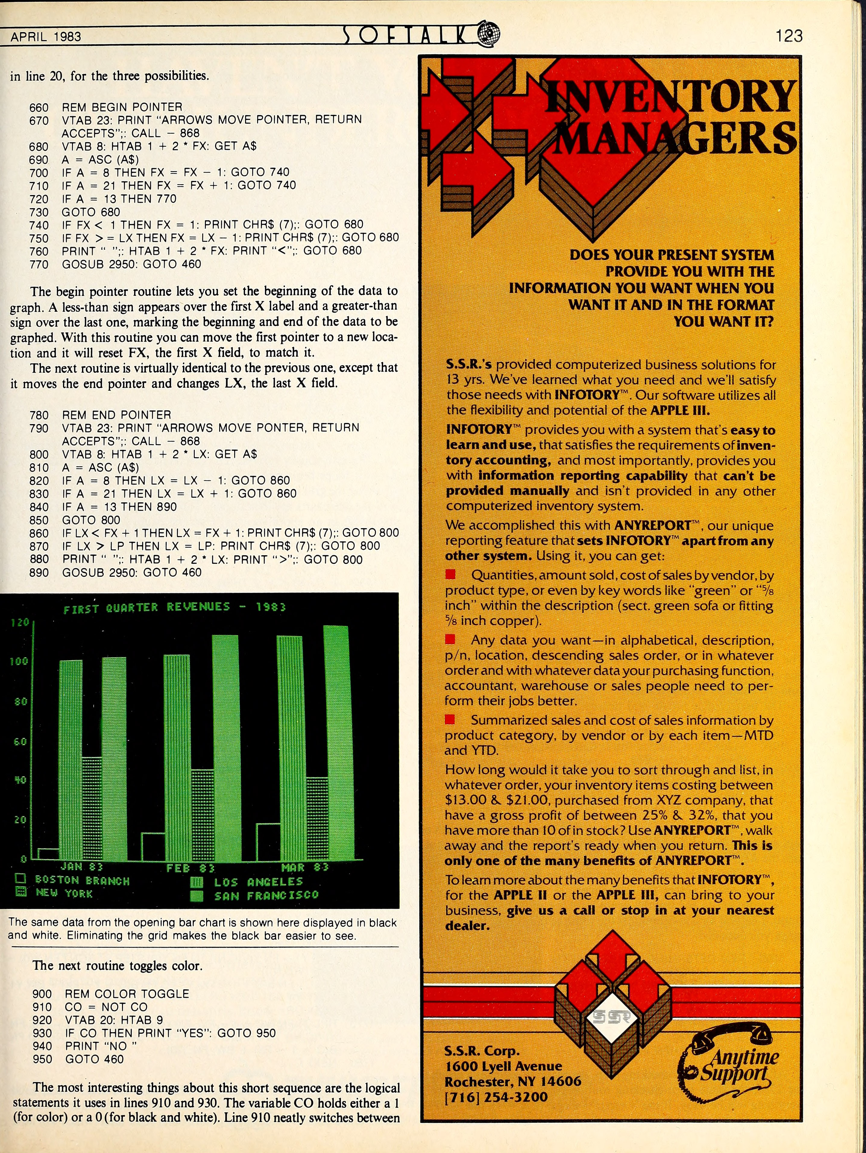 APRIL 1983
SOFTALK
123
in line 20, for the three possibilities.
660 REM BEGIN POINTER
670 VTAB 23: PRINT "ARROWS MOVE POINTER, RETURN
ACCEPTS";: CALL − 868
680 VTAB 8: HTAB 1 + 2 * FX: GET A$
690 A = ASC (A$)
700 IF A = 8 THEN FX = FX − 1: GOTO 740
710 IF A = 21 THEN FX = FX + 1: GOTO 740
720 IF A = 13 THEN 770
730 GOTO 680
740 IF FX < 1 THEN FX = 1: PRINT CHR$ (7);: GOTO 680
750 IF FX > = LX THEN FX = LX − 1: PRINT CHR$ (7);: GOTO 680
760 PRINT " ";: HTAB 1 + 2 * FX: PRINT "<";: GOTO 680
770 GOSUB 2950: GOTO 460
The begin pointer routine lets you set the beginning of the data to
graph. A less-than sign appears over the first X label and a greater-than
sign over the last one, marking the beginning and end of the data to be
graphed. With this routine you can move the first pointer to a new loca-
tion and it will reset FX, the first X field, to match it.
The next routine is virtually identical to the previous one, except that
it moves the end pointer and changes LX, the last X field.
780 REM END POINTER
790 VTAB 23: PRINT "ARROWS MOVE PONTER, RETURN
ACCEPTS";: CALL − 868
800 VTAB 8: HTAB 1 + 2 * LX: GET A$
810 A = ASC (A$)
820 IF A = 8 THEN LX = LX − 1: GOTO 860
830 IF A = 21 THEN LX = LX + 1: GOTO 860
840 IF A = 13 THEN 890
850 GOTO 800
860 IF LX < FX + 1 THEN LX = FX + 1: PRINT CHR$ (7);: GOTO 800
870 IF LX > LP THEN LX = LP: PRINT CHR$ (7);: GOTO 800
880 PRINT " ";: HTAB 1 + 2 * LX: PRINT ">";: GOTO 800
890 GOSUB 2950: GOTO 460
FIRST QUARTER REVENUES - 1983
120
100
80
60
40
20
0
JAN 83 FEB 83 MAR 83
BOSTON BRANCH LOS ANGELES
NEW YORK SAN FRANCISCO
The same data from the opening bar chart is shown here displayed in black
and white. Eliminating the grid makes the black bar easier to see.
The next routine toggles color.
900 REM COLOR TOGGLE
910 CO = NOT CO
920 VTAB 20: HTAB 9
930 IF CO THEN PRINT "YES": GOTO 950
940 PRINT "NO "
950 GOTO 460
The most interesting things about this short sequence are the logical
statements it uses in lines 910 and 930. The variable CO holds either a 1
(for color) or a 0 (for black and white). Line 910 neatly switches between
INVENTORY
MANAGERS
DOES YOUR PRESENT SYSTEM
PROVIDE YOU WITH THE
INFORMATION YOU WANT WHEN YOU
WANT IT AND IN THE FORMAT
YOU WANT IT?
S.S.R.'s provided computerized business solutions for
13 yrs. We've learned what you need and we'll satisfy
those needs with INFOTORY™. Our software utilizes all
the flexibility and potential of the APPLE III.
INFOTORY™ provides you with a system that's easy to
learn and use, that satisfies the requirements of inven-
tory accounting, and most importantly, provides you
with information reporting capability that can't be
provided manually and isn't provided in any other
computerized inventory system.
We accomplished this with ANYREPORT™, our unique
reporting feature that sets INFOTORY™ apart from any
other system. Using it, you can get:
■ Quantities, amount sold, cost of sales by vendor, by
product type, or even by key words like "green" or "⅝
inch" within the description (sect. green sofa or fitting
⅝ inch copper).
■ Any data you want—in alphabetical, description,
p/n, location, descending sales order, or in whatever
order and with whatever data your purchasing function,
accountant, warehouse or sales people need to per-
form their jobs better.
■ Summarized sales and cost of sales information by
product category, by vendor or by each item—MTD
and YTD.
How long would it take you to sort through and list, in
whatever order, your inventory items costing between
$13.00 & $21.00, purchased from XYZ company, that
have a gross profit of between 25% & 32%, that you
have more than 10 of in stock? Use ANYREPORT™, walk
away and the report's ready when you return. This is
only one of the many benefits of ANYREPORT™.
To learn more about the many benefits that INFOTORY™,
for the APPLE II or the APPLE III, can bring to your
business, give us a call or stop in at your nearest
dealer.
SSR
S.S.R. Corp.
1600 Lyell Avenue
Rochester, NY 14606
[716] 254-3200
Anytime
Support